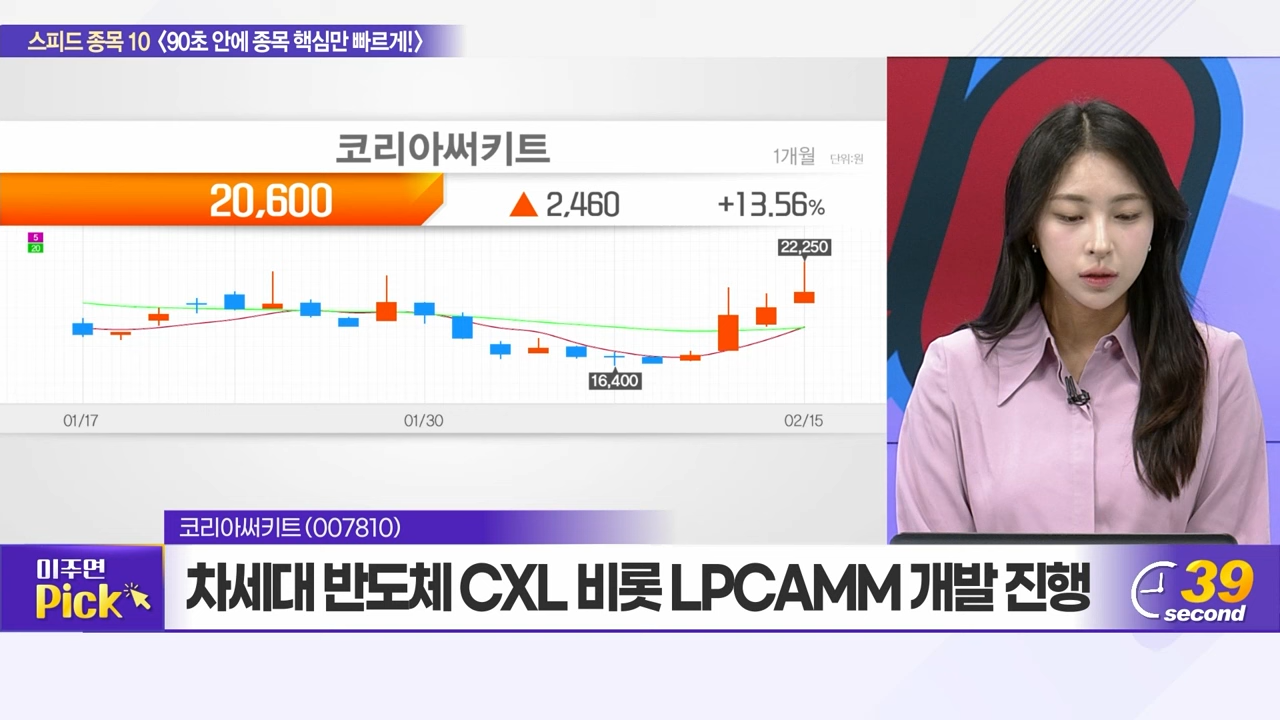 스피드 종목 10 <90초 안에 종목 핵심만 빠르게!>
코리아써키트
1개월 단위:원
20,600 ▲ 2,460 +13.56%
5
20
22,250
16,400
01/17 01/30 02/15
코리아써키트(007810)
미주면
Pick
차세대 반도체 CXL 비롯 LPCAMM 개발 진행
39
second